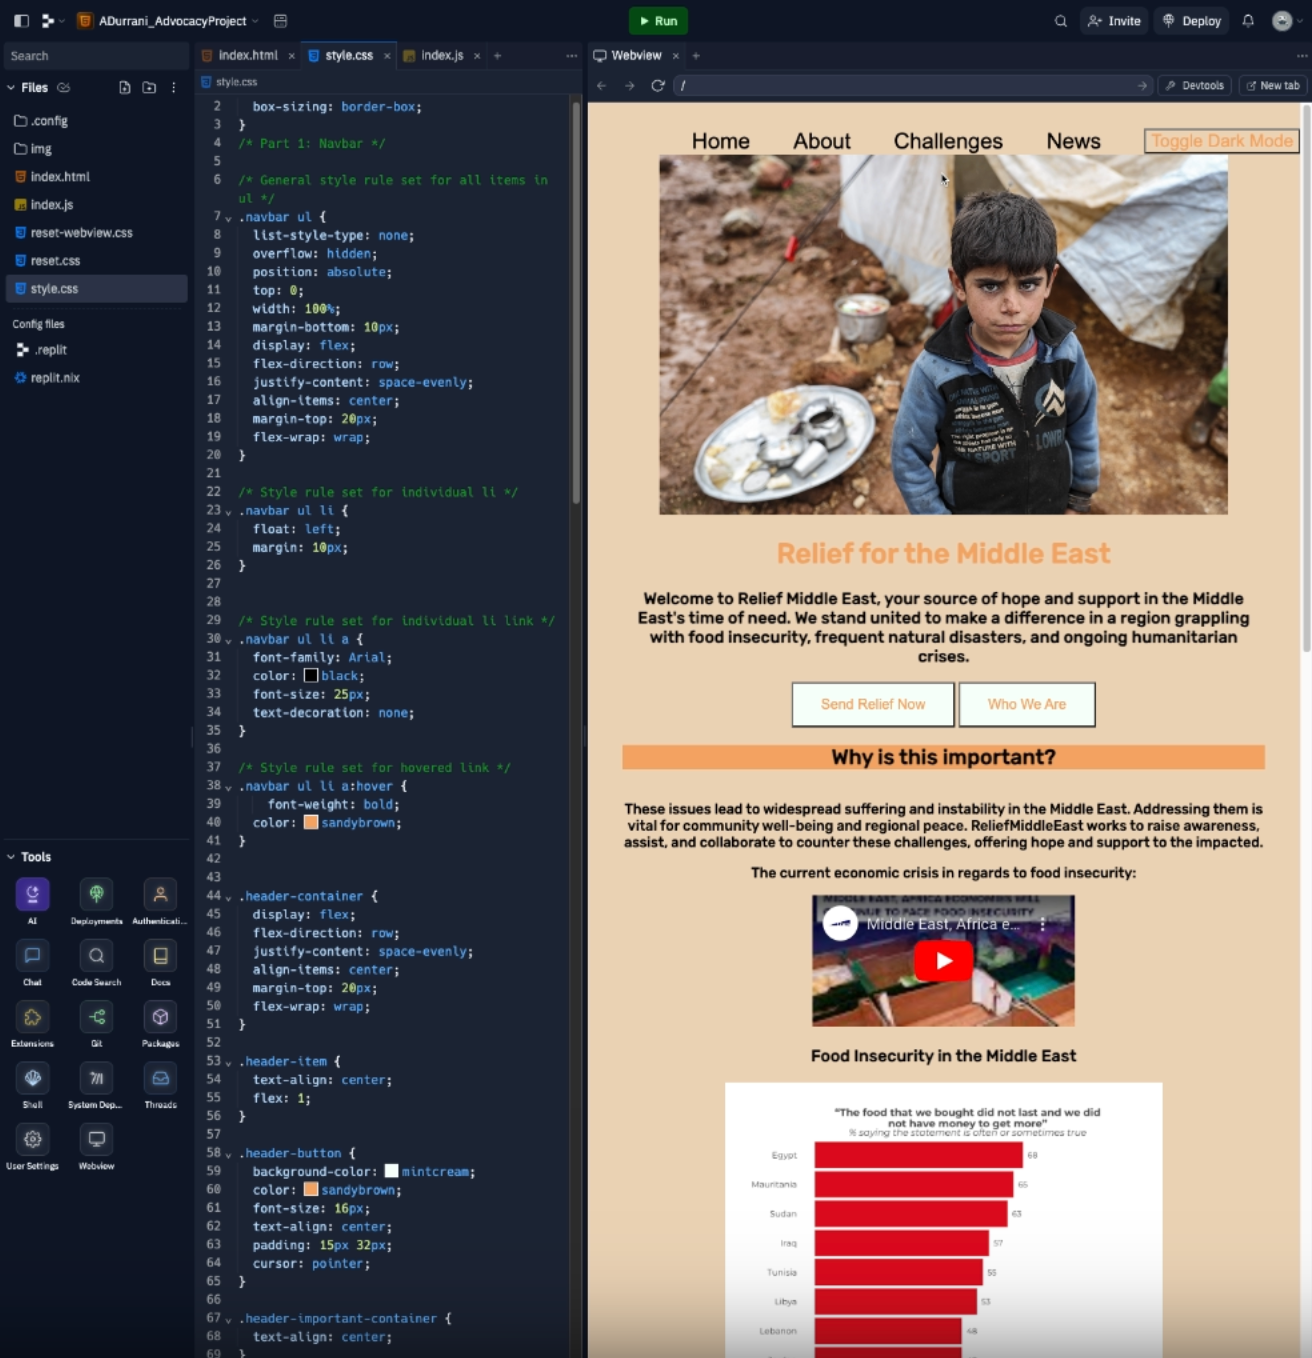 ADurrani_AdvocacyProject
Run
Invite
Deploy
Search
Files
.config
img
index.html
index.js
reset-webview.css
reset.css
style.css
Config files
.replit
replit.nix
Tools
AI
Deployments
Authenticati...
Chat
Code Search
Docs
Extensions
Git
Packages
Shell
System Dep...
Threads
User Settings
Webview
index.html
style.css
index.js
style.css
2 box-sizing: border-box;
3 }
4 /* Part 1: Navbar */
5
6 /* General style rule set for all items in
ul */
7 .navbar ul {
8 list-style-type: none;
9 overflow: hidden;
10 position: absolute;
11 top: 0;
12 width: 100%;
13 margin-bottom: 10px;
14 display: flex;
15 flex-direction: row;
16 justify-content: space-evenly;
17 align-items: center;
18 margin-top: 20px;
19 flex-wrap: wrap;
20 }
21
22 /* Style rule set for individual li */
23 .navbar ul li {
24 float: left;
25 margin: 10px;
26 }
27
28
29 /* Style rule set for individual li link */
30 .navbar ul li a {
31 font-family: Arial;
32 color: black;
33 font-size: 25px;
34 text-decoration: none;
35 }
36
37 /* Style rule set for hovered link */
38 .navbar ul li a:hover {
39 font-weight: bold;
40 color: sandybrown;
41 }
42
43
44 .header-container {
45 display: flex;
46 flex-direction: row;
47 justify-content: space-evenly;
48 align-items: center;
49 margin-top: 20px;
50 flex-wrap: wrap;
51 }
52
53 .header-item {
54 text-align: center;
55 flex: 1;
56 }
57
58 .header-button {
59 background-color: mintcream;
60 color: sandybrown;
61 font-size: 16px;
62 text-align: center;
63 padding: 15px 32px;
64 cursor: pointer;
65 }
66
67 .header-important-container {
68 text-align: center;
69 }
Webview
/
Devtools
New tab
Home About Challenges News Toggle Dark Mode
LOWB
SPORT
Relief for the Middle East
Welcome to Relief Middle East, your source of hope and support in the Middle
East's time of need. We stand united to make a difference in a region grappling
with food insecurity, frequent natural disasters, and ongoing humanitarian
crises.
Send Relief Now
Who We Are
Why is this important?
These issues lead to widespread suffering and instability in the Middle East. Addressing them is
vital for community well-being and regional peace. ReliefMiddleEast works to raise awareness,
assist, and collaborate to counter these challenges, offering hope and support to the impacted.
The current economic crisis in regards to food insecurity:
MIDDLE EAST, AFRICA ECONOMIES WILL
TO FACE FOOD INSECURITY
Middle East, Africa e...
Food Insecurity in the Middle East
"The food that we bought did not last and we did
not have money to get more"
% saying the statement is often or sometimes true
Egypt 68
Mauritania 65
Sudan 63
Iraq 57
Tunisia 55
Libya 53
Lebanon 48